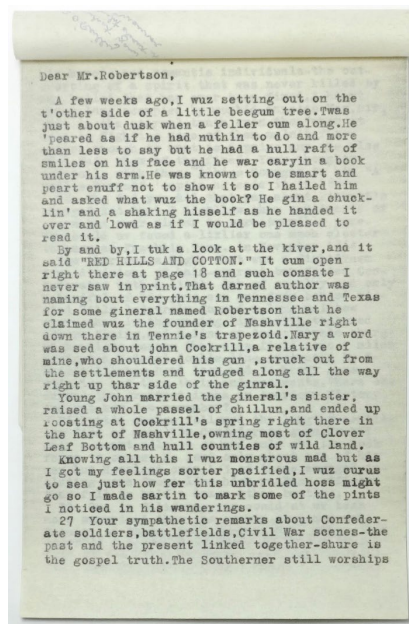 Dear Mr.Robertson,
A few weeks ago,I wuz setting out on the
t'other side of a little beegum tree.Twas
just about dusk when a feller cum along.He
'peared as if he had nuthin to do and more
than less to say but he had a hull raft of
smiles on his face and he war caryin a book
under his arm.He was known to be smart and
peart enuff not to show it so I hailed him
and asked what wuz the book? He gin a chuck-
lin' and a shaking hisself as he handed it
over and 'lowd as if I would be pleased to
read it.
By and by,I tuk a look at the kiver,and it
said "RED HILLS AND COTTON." It cum open
right there at page 18 and such consate I
never saw in print.That darned author was
naming bout everything in Tennessee and Texas
for some gineral named Robertson that he
claimed wuz the founder of Nashville right
down there in Tennie's trapezoid.Nary a word
was sed about john Cockrill,a relative of
mine,who shouldered his gun ,struck out from
the settlements and trudged along all the way
right up thar side of the ginral.
Young John married the gineral's sister,
raised a whole passel of chillun,and ended up
roosting at Cockrill's spring right there in
the hart of Nashville,owning most of Clover
Leaf Bottom and hull counties of wild land.
Knowing all this I wuz monstrous mad but as
I got my feelings sorter pacified,I wuz curus
to sea just how fer this unbridled hoss might
go so I made sartin to mark some of the pints
I noticed in his wanderings.
27 Your sympathetic remarks about Confeder-
ate soldiers,battlefields,Civil War scenes-the
past and the present linked together-shure is
the gospel truth.The Southerner still worships